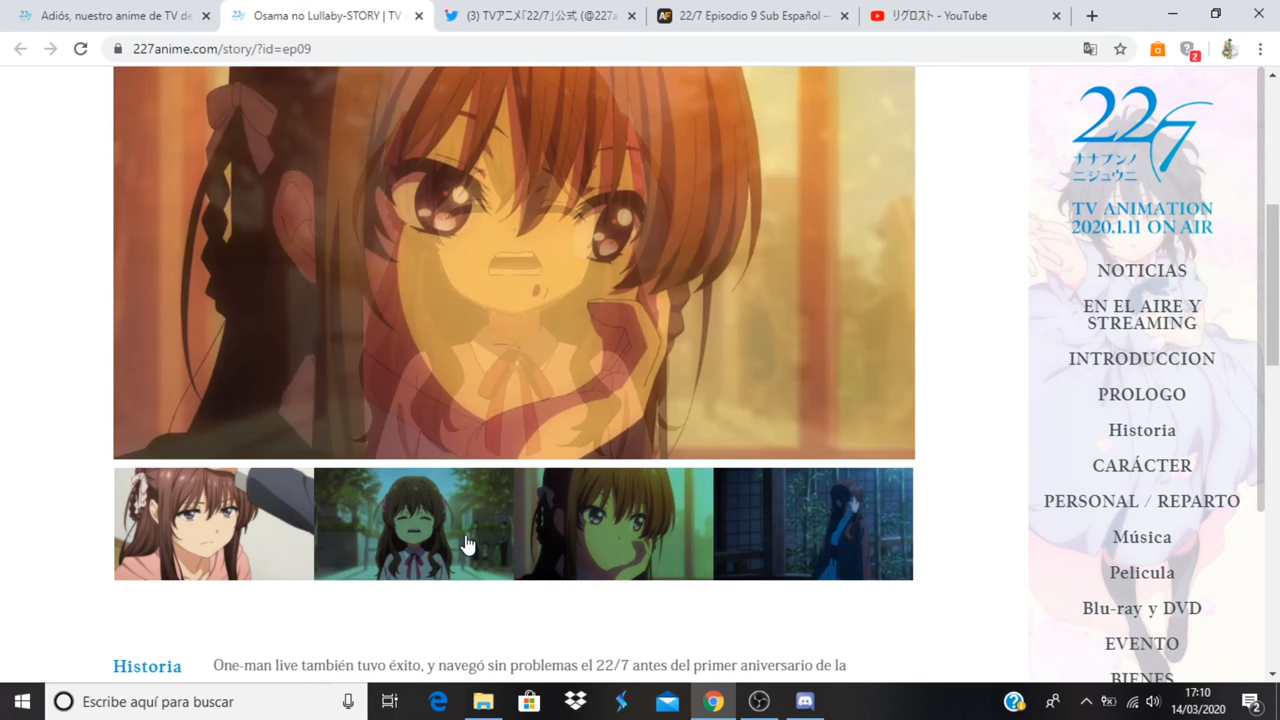 Adiós, nuestro anime de TV de
Osama no Lullaby-STORY | TV
(3) TVアニメ「22/7」公式 (@227a
22/7 Episodio 9 Sub Español –
リグロスト - YouTube
227anime.com/story/?id=ep09
2
22/7
ナナブンノ
ニジュウニ
TV ANIMATION
2020.1.11 ON AIR
NOTICIAS
EN EL AIRE Y
STREAMING
INTRODUCCION
PROLOGO
Historia
CARÁCTER
PERSONAL / REPARTO
Música
Pelicula
Blu-ray y DVD
EVENTO
BIENES
Historia
One-man live también tuvo éxito, y navegó sin problemas el 22/7 antes del primer aniversario de la
Escribe aquí para buscar
17:10
14/03/2020
2